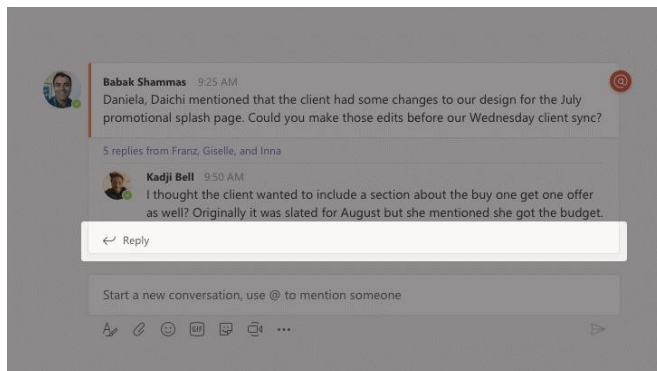 Babak Shammas 9:25 AM
@
Daniela, Daichi mentioned that the client had some changes to our design for the July
promotional splash page. Could you make those edits before our Wednesday client sync?
5 replies from Franz, Giselle, and Inna
Kadji Bell 9:50 AM
I thought the client wanted to include a section about the buy one get one offer
as well? Originally it was slated for August but she mentioned she got the budget.
Reply
Start a new conversation, use @ to mention someone
GIF